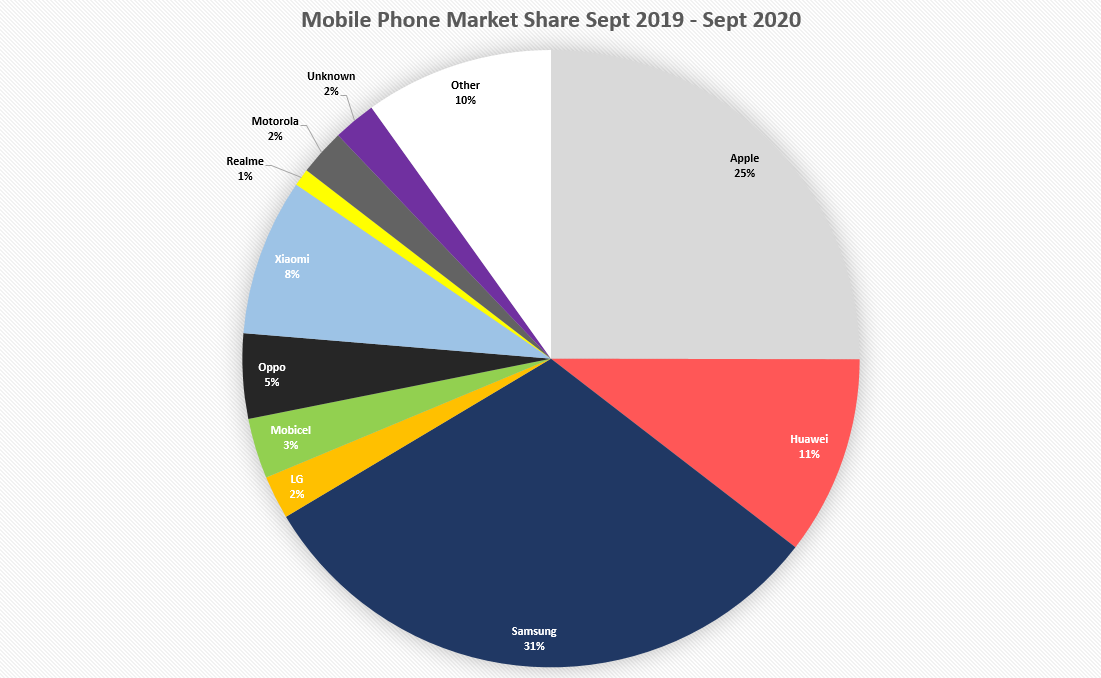 Mobile Phone Market Share Sept 2019 - Sept 2020
Other
10%
Apple
25%
Huawei
11%
Samsung
31%
LG
2%
Mobicel
3%
Oppo
5%
Xiaomi
8%
Realme
1%
Motorola
2%
Unknown
2%